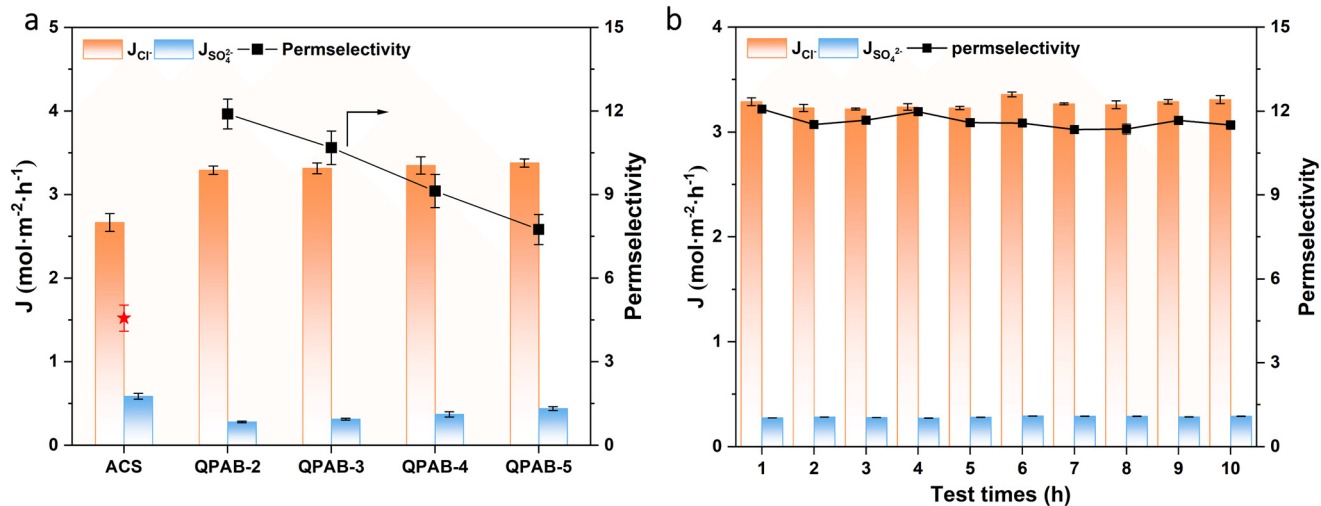 a
J_Cl⁻ J_SO₄²⁻ Permselectivity
J (mol·m⁻²·h⁻¹)
5
4
3
2
1
0
15
12
9
6
3
0
Permselectivity
ACS QPAB-2 QPAB-3 QPAB-4 QPAB-5
b
J_Cl⁻ J_SO₄²⁻ permselectivity
J (mol·m⁻²·h⁻¹)
4
3
2
1
0
15
12
9
6
3
0
Permselectivity
1 2 3 4 5 6 7 8 9 10
Test times (h)